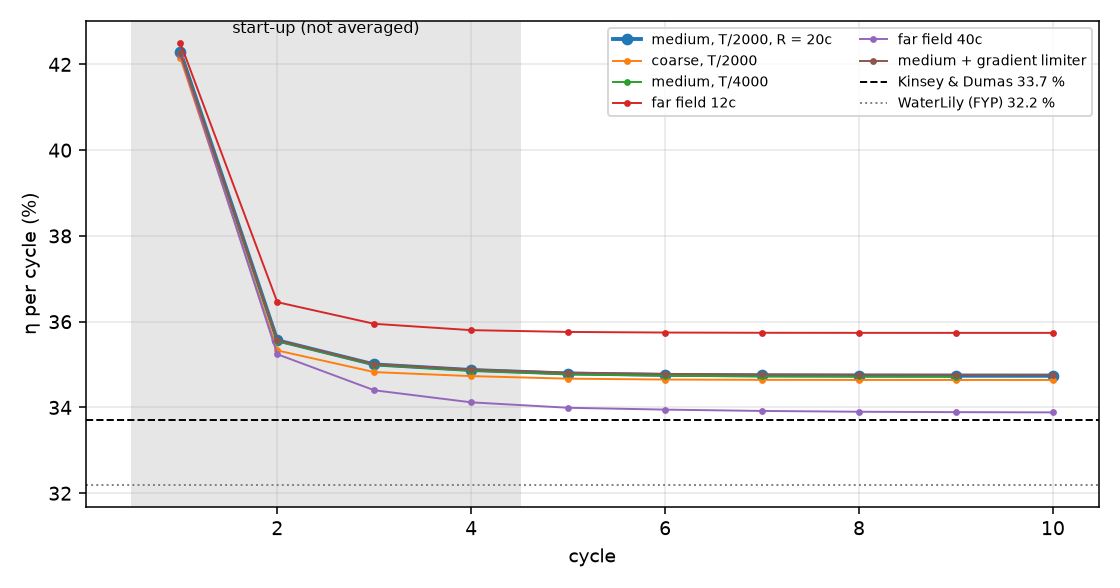 start-up (not averaged)
medium, T/2000, R = 20c
coarse, T/2000
medium, T/4000
far field 12c
far field 40c
medium + gradient limiter
Kinsey & Dumas 33.7 %
WaterLily (FYP) 32.2 %
η per cycle (%)
42
40
38
36
34
32
2
4
6
8
10
cycle